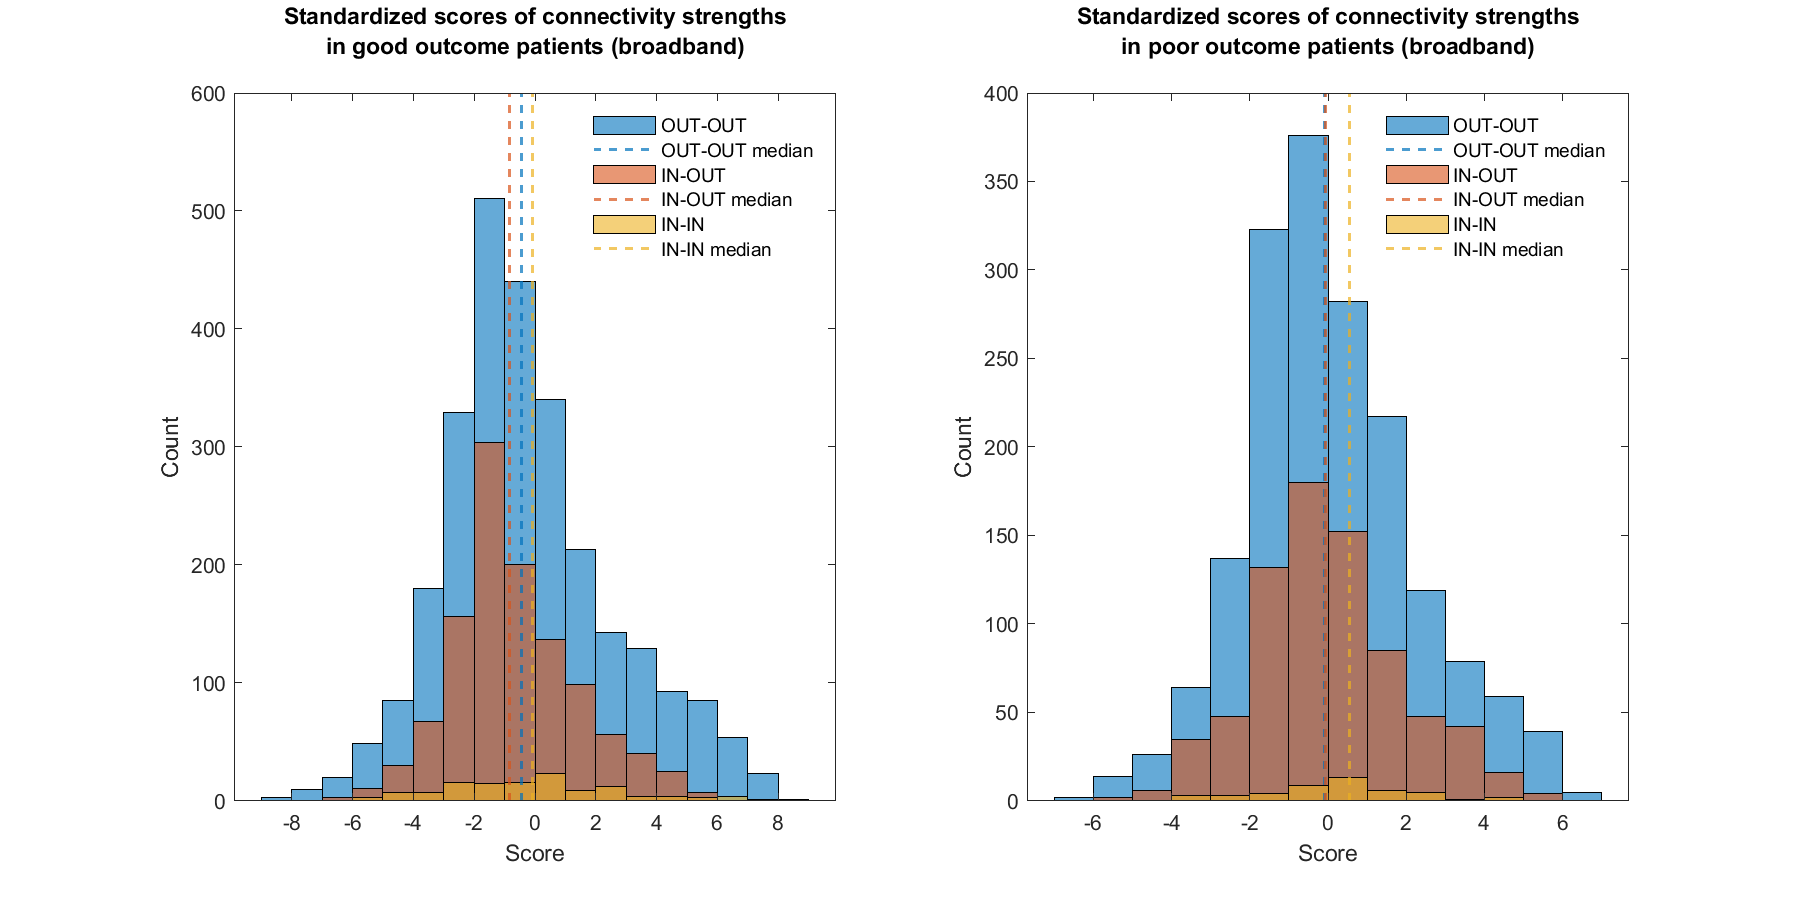 Standardized scores of connectivity strengths
in good outcome patients (broadband)
600
500
400
300
200
100
0
Count
-8 -6 -4 -2 0 2 4 6 8
Score
OUT-OUT
OUT-OUT median
IN-OUT
IN-OUT median
IN-IN
IN-IN median
Standardized scores of connectivity strengths
in poor outcome patients (broadband)
400
350
300
250
200
150
100
50
0
Count
-6 -4 -2 0 2 4 6
Score
OUT-OUT
OUT-OUT median
IN-OUT
IN-OUT median
IN-IN
IN-IN median